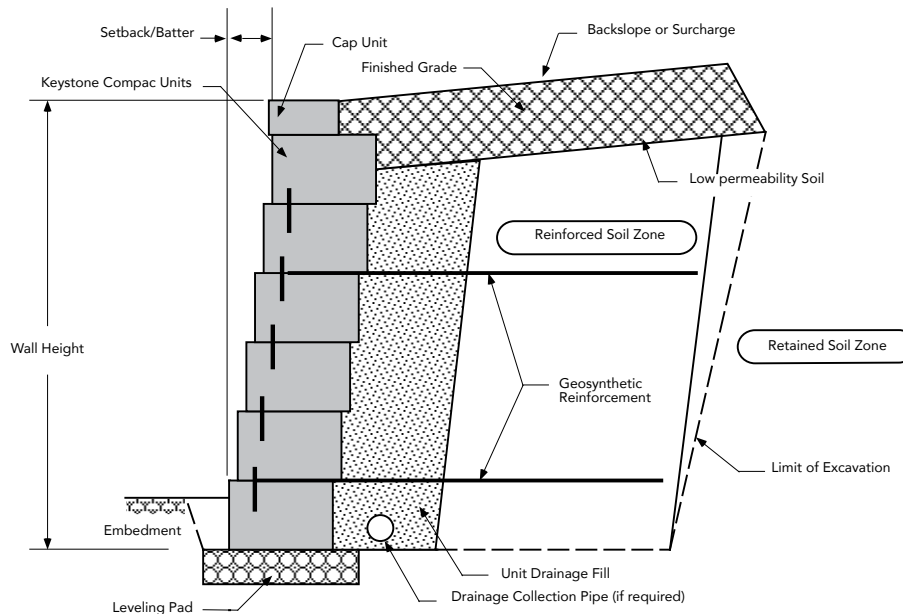 Setback/Batter
Cap Unit
Backslope or Surcharge
Finished Grade
Keystone Compac Units
Low permeability Soil
Reinforced Soil Zone
Wall Height
Retained Soil Zone
Geosynthetic
Reinforcement
Limit of Excavation
Embedment
Unit Drainage Fill
Drainage Collection Pipe (if required)
Leveling Pad